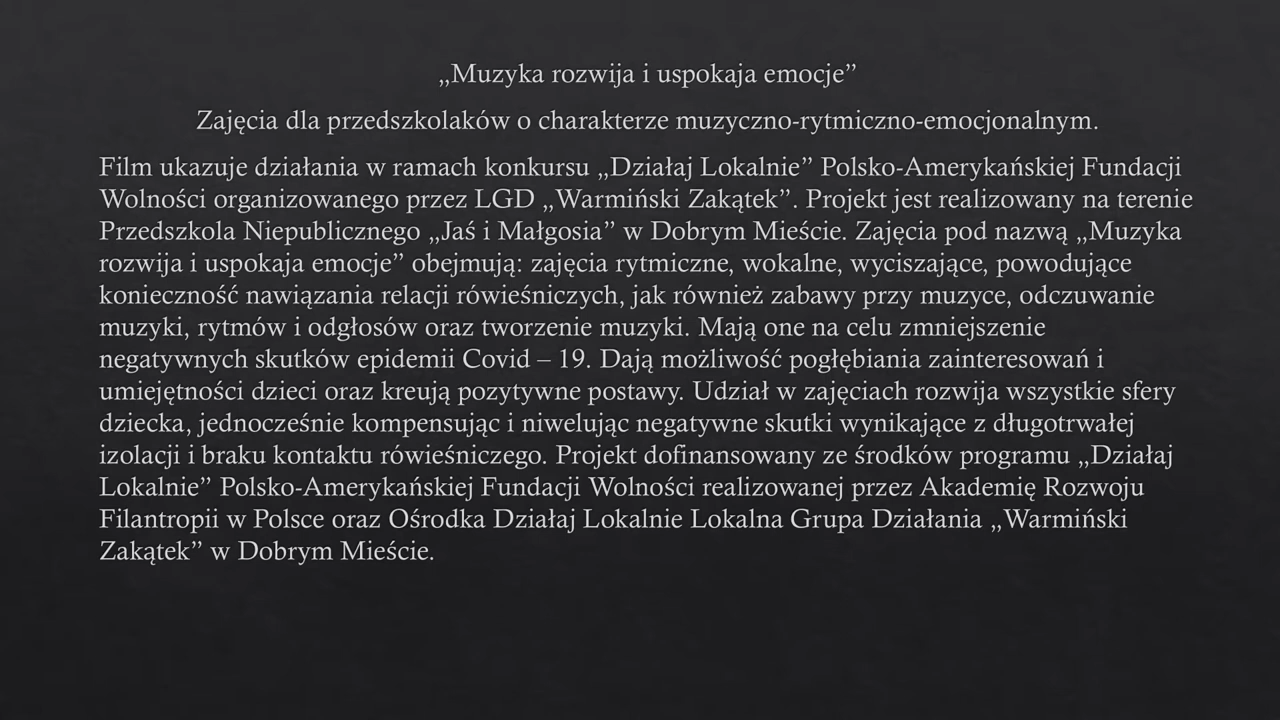 „Muzyka rozwija i uspokaja emocje”
Zajęcia dla przedszkolaków o charakterze muzyczno-rytmiczno-emocjonalnym.
Film ukazuje działania w ramach konkursu „Działaj Lokalnie” Polsko-Amerykańskiej Fundacji
Wolności organizowanego przez LGD „Warmiński Zakątek”. Projekt jest realizowany na terenie
Przedszkola Niepublicznego „Jaś i Małgosia” w Dobrym Mieście. Zajęcia pod nazwą „Muzyka
rozwija i uspokaja emocje” obejmują: zajęcia rytmiczne, wokalne, wyciszające, powodujące
konieczność nawiązania relacji rówieśniczych, jak również zabawy przy muzyce, odczuwanie
muzyki, rytmów i odgłosów oraz tworzenie muzyki. Mają one na celu zmniejszenie
negatywnych skutków epidemii Covid – 19. Dają możliwość pogłębiania zainteresowań i
umiejętności dzieci oraz kreują pozytywne postawy. Udział w zajęciach rozwija wszystkie sfery
dziecka, jednocześnie kompensując i niwelując negatywne skutki wynikające z długotrwałej
izolacji i braku kontaktu rówieśniczego. Projekt dofinansowany ze środków programu „Działaj
Lokalnie” Polsko-Amerykańskiej Fundacji Wolności realizowanej przez Akademię Rozwoju
Filantropii w Polsce oraz Ośrodka Działaj Lokalnie Lokalna Grupa Działania „Warmiński
Zakątek” w Dobrym Mieście.